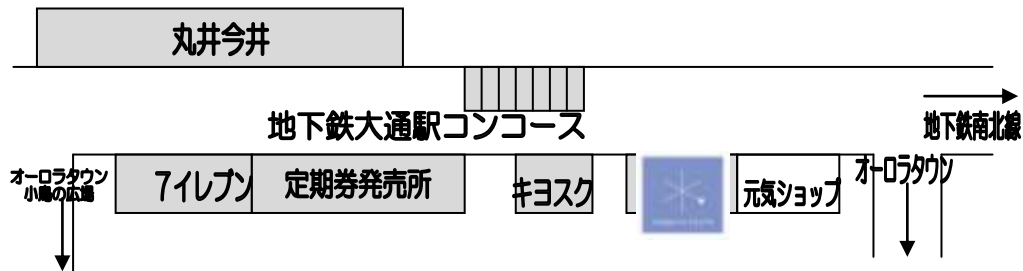 丸井今井
地下鉄大通駅コンコース
地下鉄南北線
オーロラタウン
小鳥の広場
7イレブン
定期券発売所
キヨスク
元気ショップ
オーロラタウン